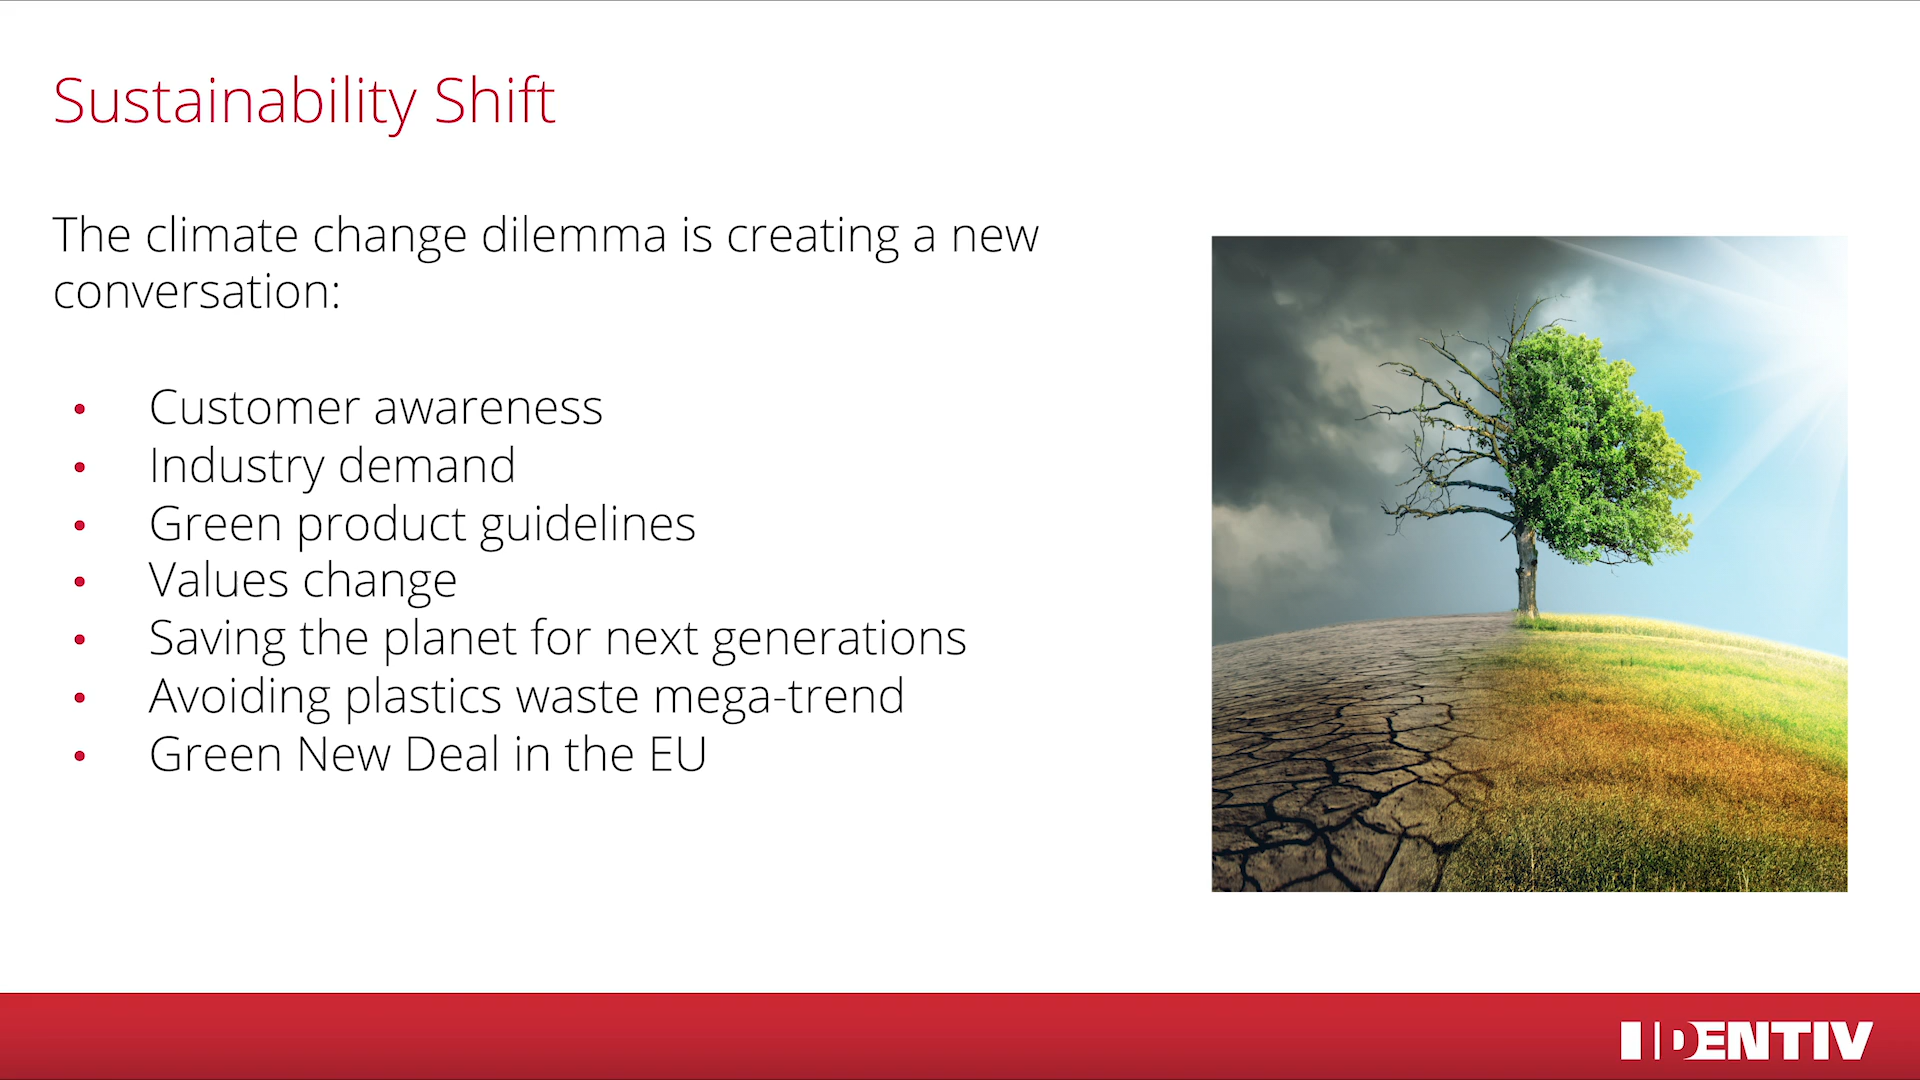 Sustainability Shift
The climate change dilemma is creating a new
conversation:
• Customer awareness
• Industry demand
• Green product guidelines
• Values change
• Saving the planet for next generations
• Avoiding plastics waste mega-trend
• Green New Deal in the EU
IDENTIV